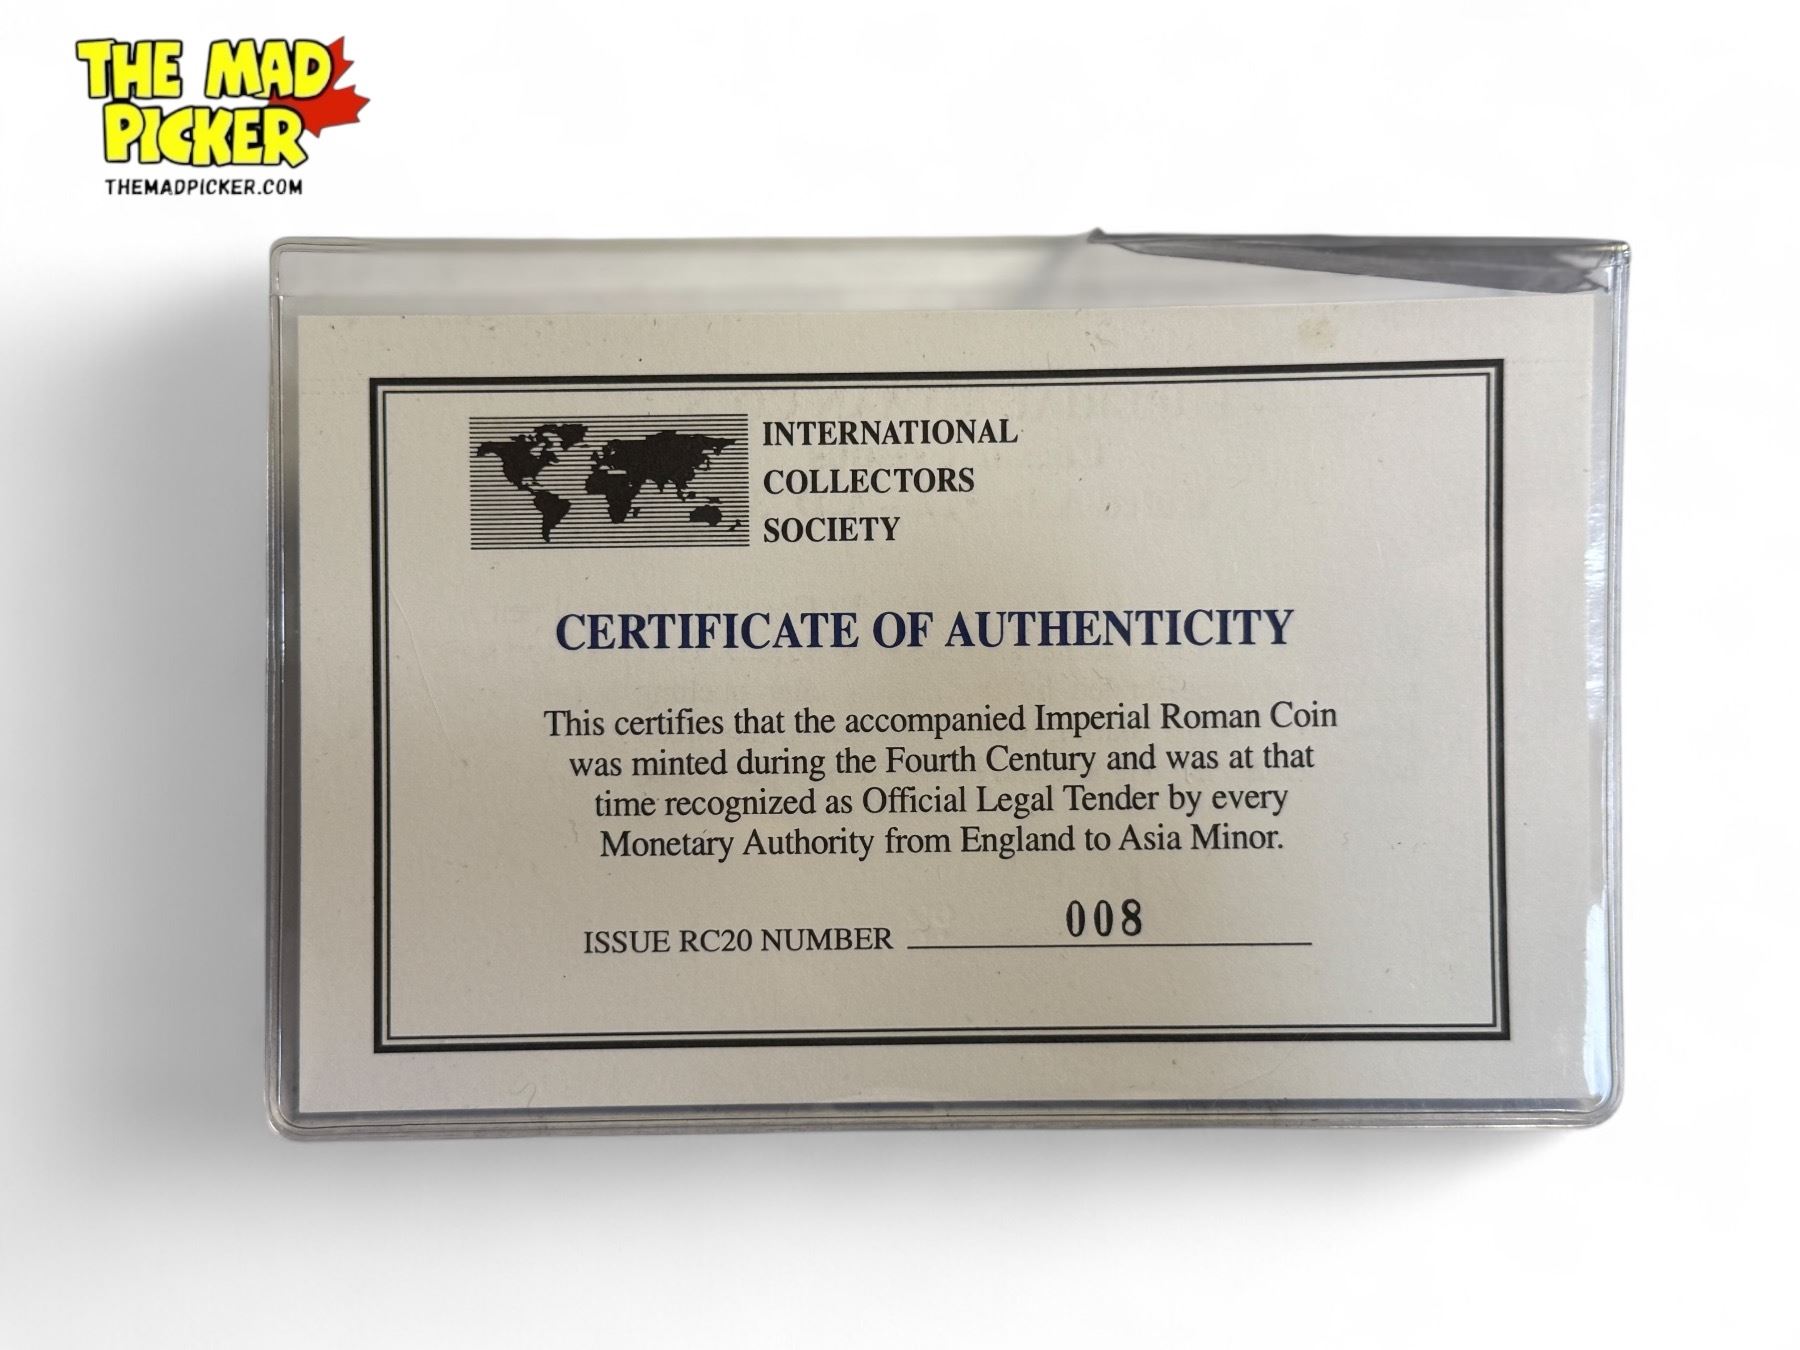 THE MAD
PICKER
THEMADPICKER.COM
INTERNATIONAL
COLLECTORS
SOCIETY
CERTIFICATE OF AUTHENTICITY
This certifies that the accompanied Imperial Roman Coin
was minted during the Fourth Century and was at that
time recognized as Official Legal Tender by every
Monetary Authority from England to Asia Minor.
ISSUE RC20 NUMBER 008